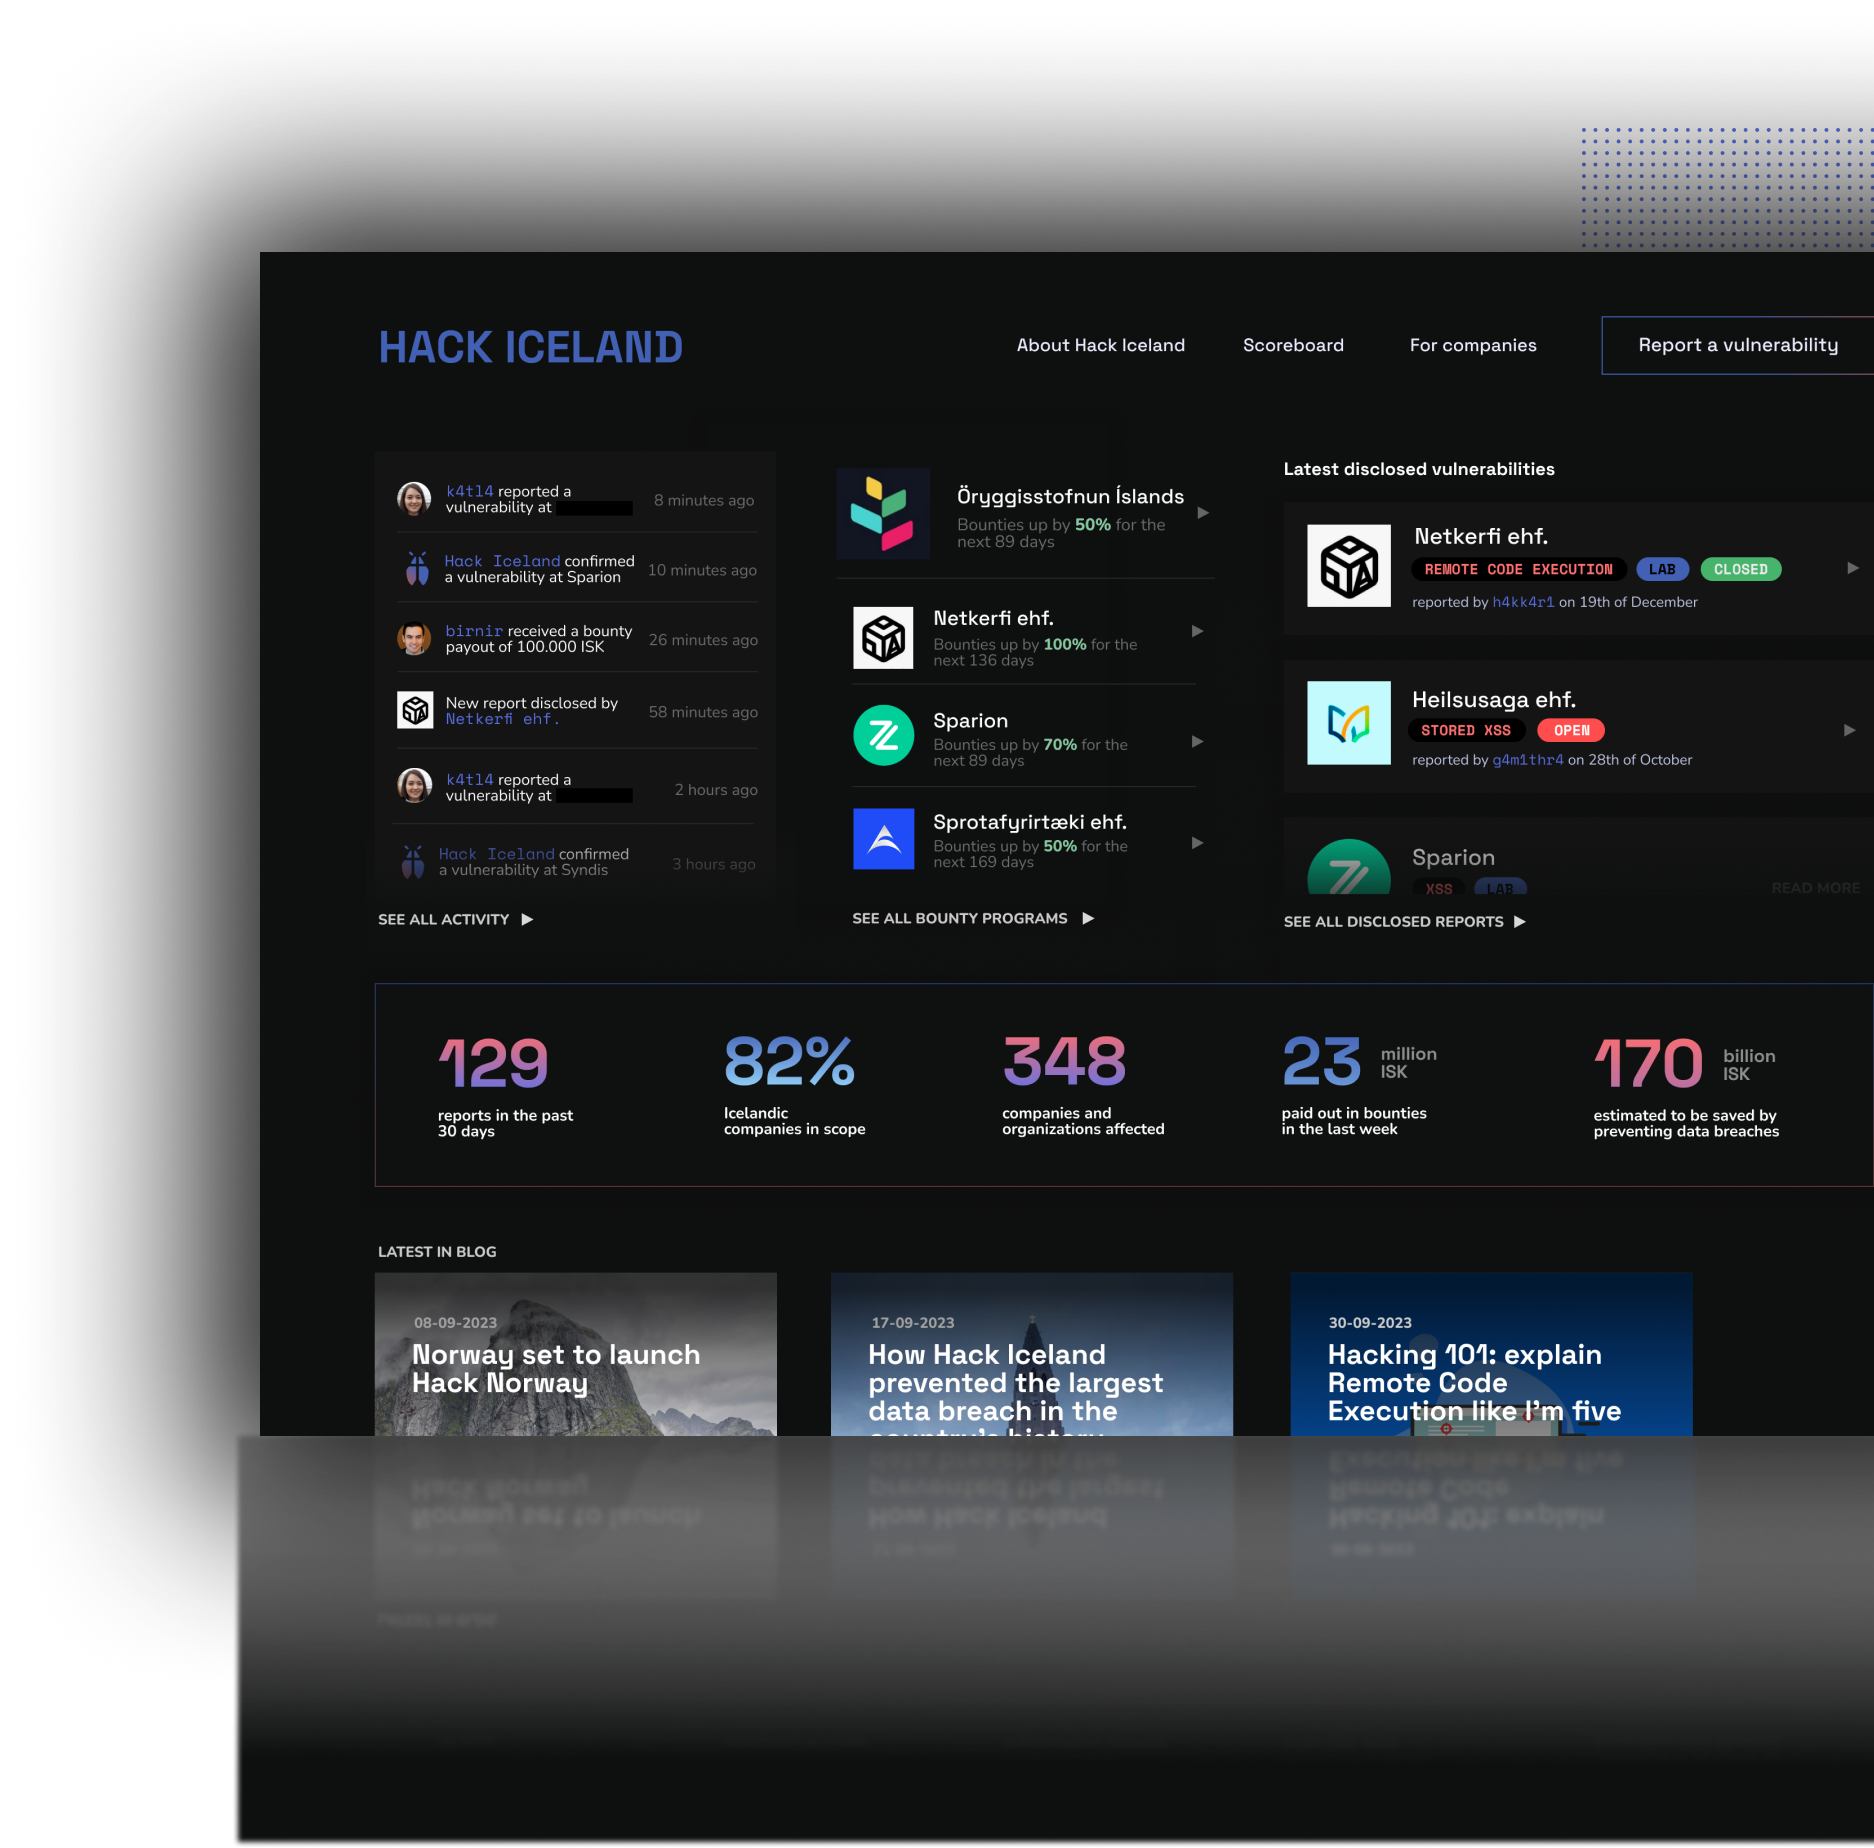 HACK ICELAND
About Hack Iceland
Scoreboard
For companies
Report a vulnerability
k4tl4 reported a
vulnerability at
8 minutes ago
Hack Iceland confirmed
a vulnerability at Sparion
10 minutes ago
birnir received a bounty
payout of 100.000 ISK
26 minutes ago
New report disclosed by
Netkerfi ehf.
58 minutes ago
k4tl4 reported a
vulnerability at
2 hours ago
Hack Iceland confirmed
a vulnerability at Syndis
3 hours ago
SEE ALL ACTIVITY
Öryggisstofnun Íslands
Bounties up by 50% for the
next 89 days
Netkerfi ehf.
Bounties up by 100% for the
next 136 days
Sparion
Bounties up by 70% for the
next 89 days
Sprotafyrirtæki ehf.
Bounties up by 50% for the
next 169 days
SEE ALL BOUNTY PROGRAMS
Latest disclosed vulnerabilities
Netkerfi ehf.
REMOTE CODE EXECUTION LAB CLOSED
reported by h4kk4r1 on 19th of December
Heilsusaga ehf.
STORED XSS OPEN
reported by g4m1thr4 on 28th of October
Sparion
XSS LAB
READ MORE
SEE ALL DISCLOSED REPORTS
129
reports in the past
30 days
82%
Icelandic
companies in scope
348
companies and
organizations affected
23 million
ISK
paid out in bounties
in the last week
170 billion
ISK
estimated to be saved by
preventing data breaches
LATEST IN BLOG
08-09-2023
Norway set to launch
Hack Norway
17-09-2023
How Hack Iceland
prevented the largest
data breach in the
country's history
30-09-2023
Hacking 101: explain
Remote Code
Execution like I'm five